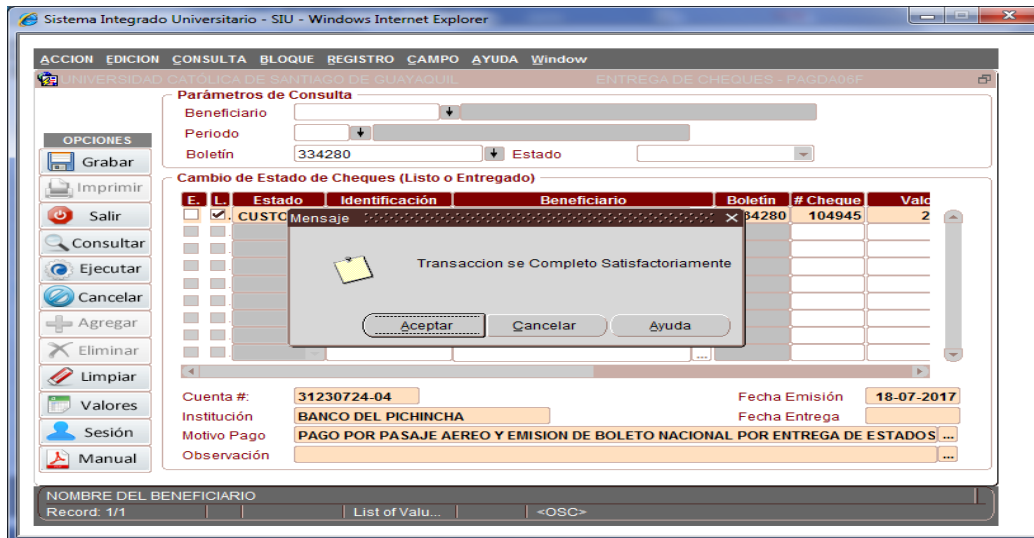 Sistema Integrado Universitario - SIU - Windows Internet Explorer
ACCION EDICION CONSULTA BLOQUE REGISTRO CAMPO AYUDA Window
UNIVERSIDAD CATÓLICA DE SANTIAGO DE GUAYAQUIL ENTREGA DE CHEQUES - PAGDA06F
Parámetros de Consulta
Beneficiario
Periodo
Boletín 334280 Estado
OPCIONES
Grabar
Imprimir
Salir
Consultar
Ejecutar
Cancelar
Agregar
Eliminar
Limpiar
Valores
Sesión
Manual
Cambio de Estado de Cheques (Listo o Entregado)
E. L. Estado Identificación Beneficiario Boletín # Cheque Valo
CUSTO 34280 104945 2
Mensaje
Transaccion se Completo Satisfactoriamente
Aceptar Cancelar Ayuda
Cuenta #: 31230724-04 Fecha Emisión 18-07-2017
Institución BANCO DEL PICHINCHA Fecha Entrega
Motivo Pago PAGO POR PASAJE AEREO Y EMISION DE BOLETO NACIONAL POR ENTREGA DE ESTADOS ...
Observación ...
NOMBRE DEL BENEFICIARIO
Record: 1/1 List of Valu... <OSC>